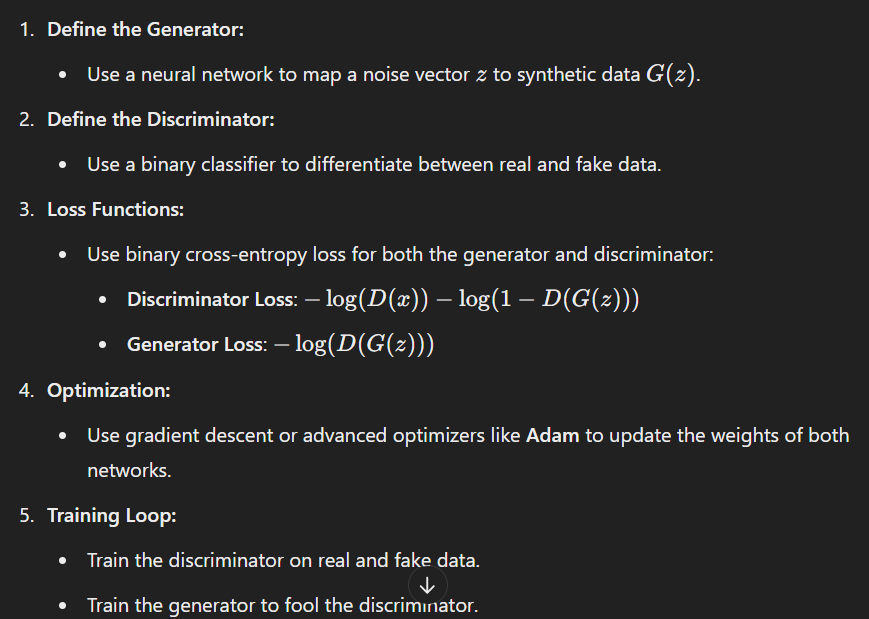 1. Define the Generator:
• Use a neural network to map a noise vector z to synthetic data G(z).
2. Define the Discriminator:
• Use a binary classifier to differentiate between real and fake data.
3. Loss Functions:
• Use binary cross-entropy loss for both the generator and discriminator:
• Discriminator Loss: − log(D(x)) − log(1 − D(G(z)))
• Generator Loss: − log(D(G(z)))
4. Optimization:
• Use gradient descent or advanced optimizers like Adam to update the weights of both
networks.
5. Training Loop:
• Train the discriminator on real and fake data.
• Train the generator to fool the discriminator.